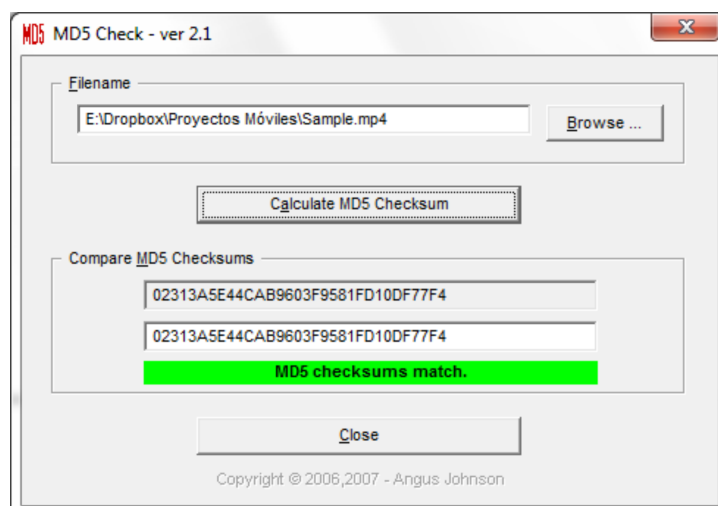 MD5 MD5 Check - ver 2.1
Filename
E:\Dropbox\Proyectos Móviles\Sample.mp4
Browse ...
Calculate MD5 Checksum
Compare MD5 Checksums
02313A5E44CAB9603F9581FD10DF77F4
02313A5E44CAB9603F9581FD10DF77F4
MD5 checksums match.
Close
Copyright © 2006,2007 - Angus Johnson